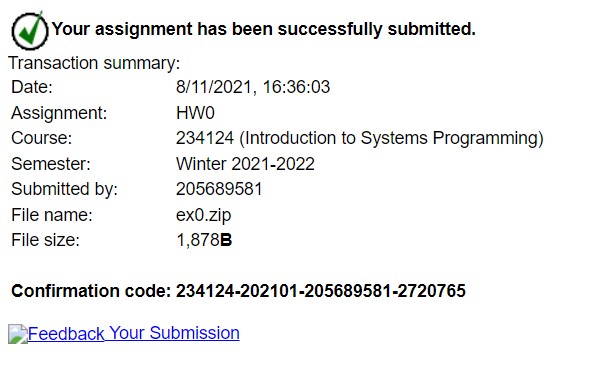 Your assignment has been successfully submitted.
Transaction summary:
Date: 8/11/2021, 16:36:03
Assignment: HW0
Course: 234124 (Introduction to Systems Programming)
Semester: Winter 2021-2022
Submitted by: 205689581
File name: ex0.zip
File size: 1,878B
Confirmation code: 234124-202101-205689581-2720765
Feedback Your Submission